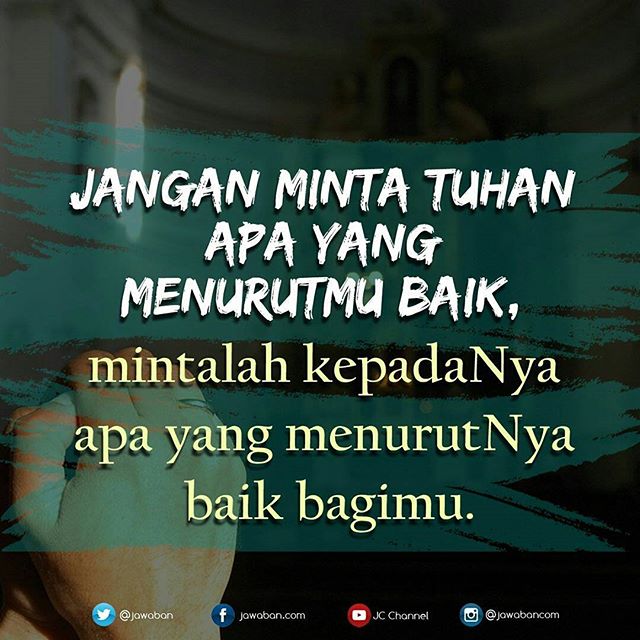 JANGAN MINTA TUHAN
APA YANG
MENURUTMU BAIK,
mintalah kepadaNya
apa yang menurutNya
baik bagimu.
@jawaban jawaban.com JC Channel @jawabancom